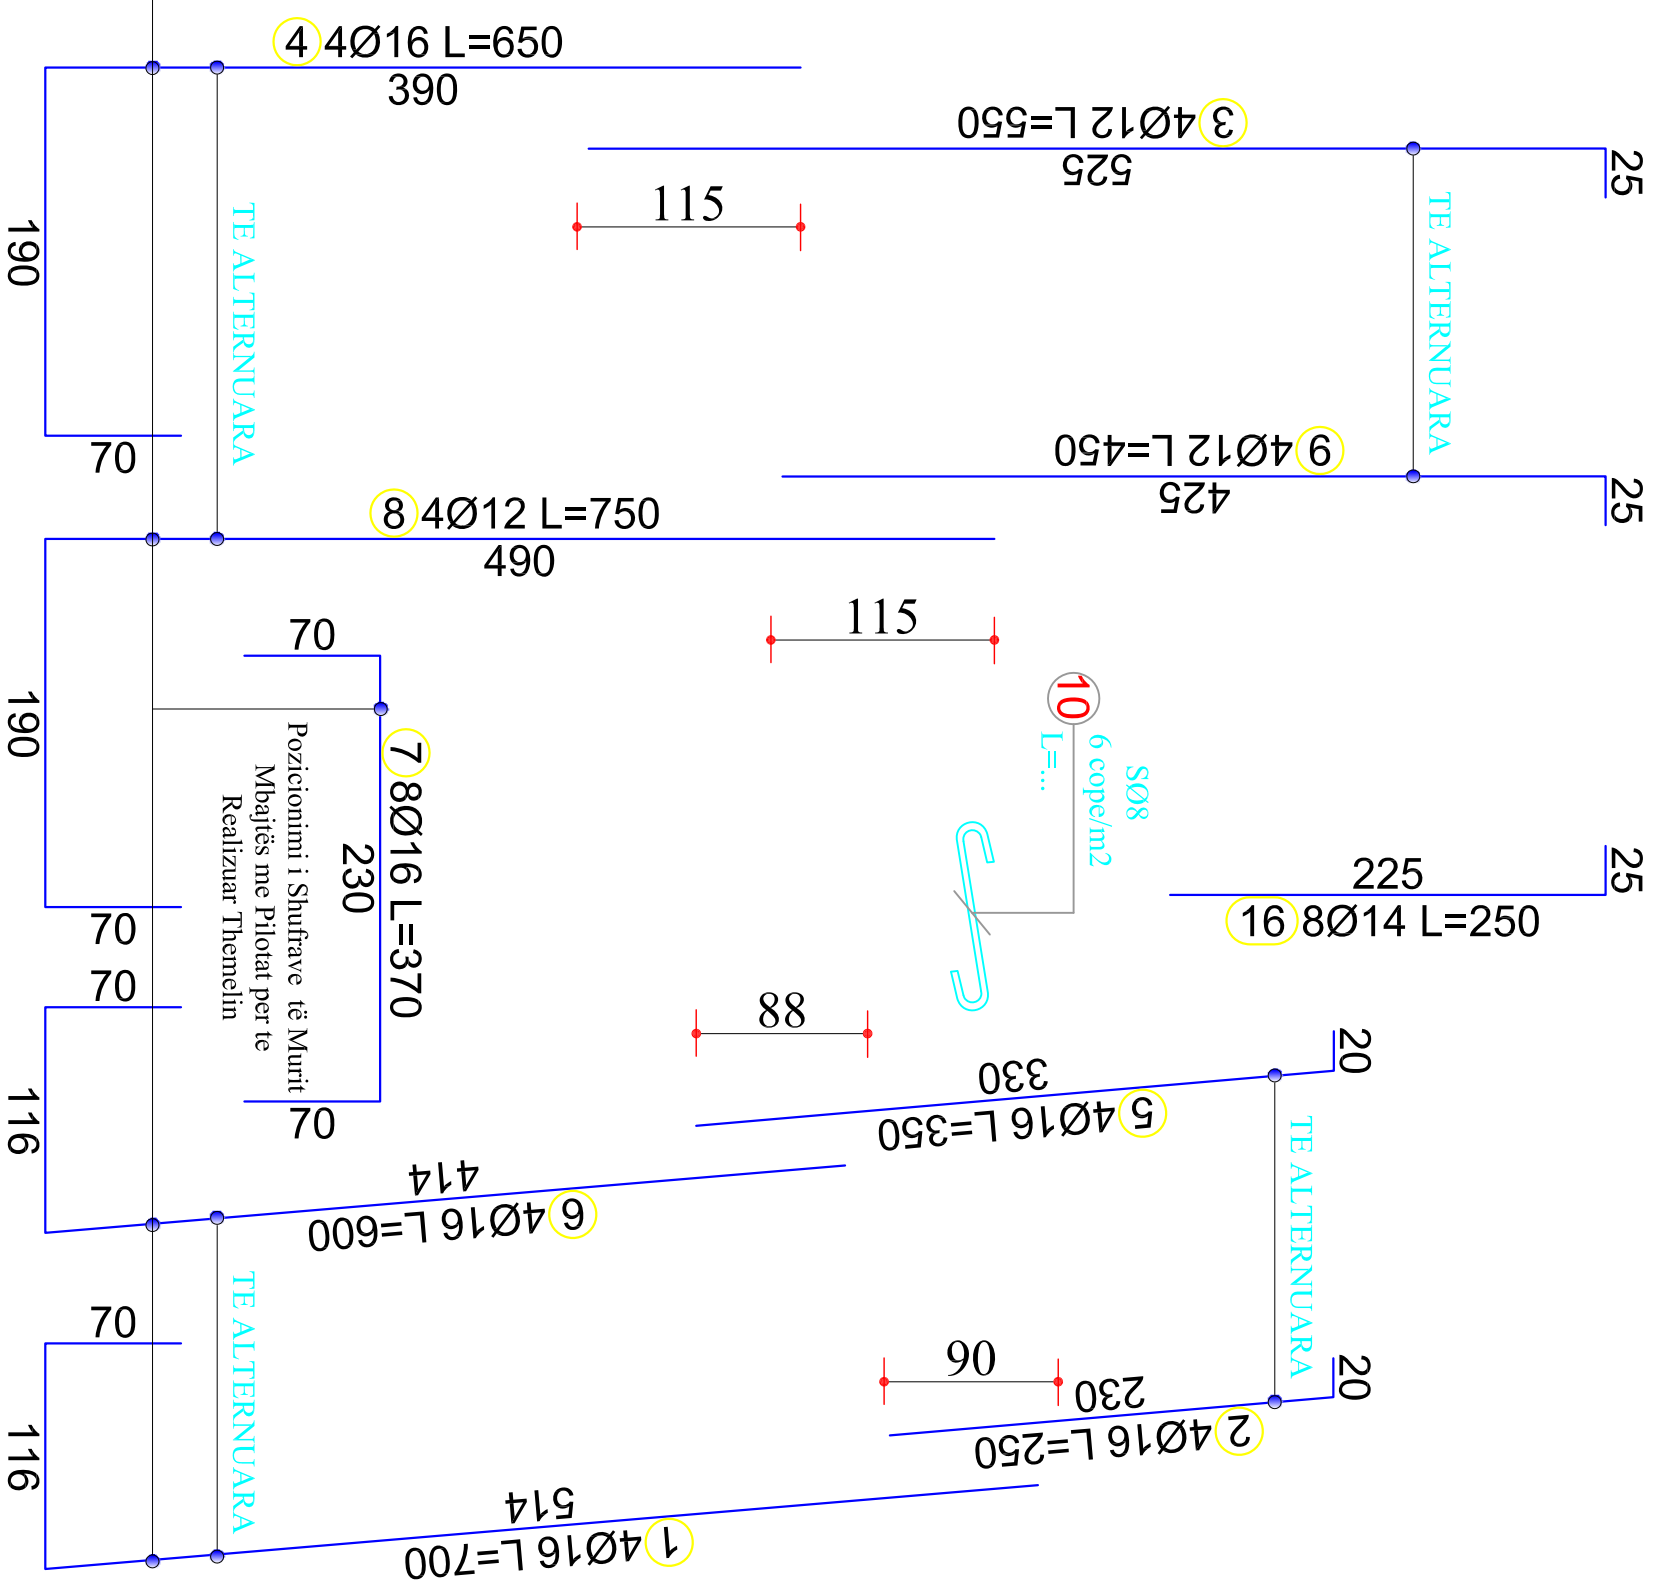 4 4Ø16 L=650
390
190
70
TE ALTERNUARA
3 4Ø12 L=550
525
25
115
TE ALTERNUARA
9 4Ø12 L=450
425
25
8 4Ø12 L=750
490
190
70
115
70
7 8Ø16 L=370
230
70
Pozicionimi i Shufrave të Murit
Mbajtës me Pilotat per te
Realizuar Themelin
10
SØ8
6 cope/m2
L=...
225
25
16 8Ø14 L=250
88
70
116
414
6 4Ø16 L=600
330
20
5 4Ø16 L=350
TE ALTERNUARA
TE ALTERNUARA
90
230
20
2 4Ø16 L=250
70
116
514
1 4Ø16 L=700